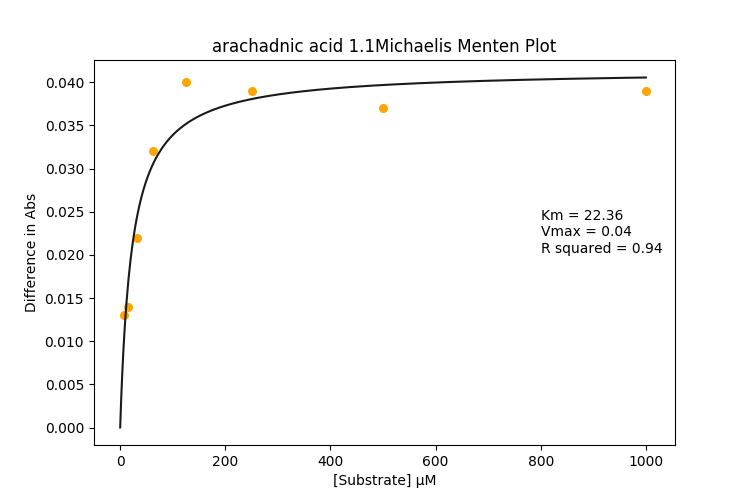 arachadnic acid 1.1Michaelis Menten Plot
0.040
0.035
0.030
0.025
0.020
0.015
0.010
0.005
0.000
Difference in Abs
Km = 22.36
Vmax = 0.04
R squared = 0.94
0 200 400 600 800 1000
[Substrate] μM